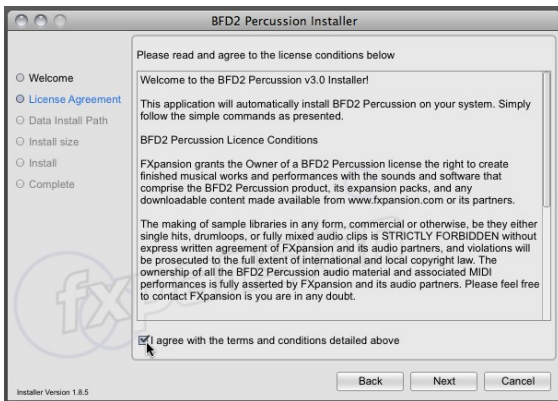 BFD2 Percussion Installer
Please read and agree to the license conditions below
Welcome
License Agreement
Data Install Path
Install size
Install
Complete
Welcome to the BFD2 Percussion v3.0 Installer!
This application will automatically install BFD2 Percussion on your system. Simply
follow the simple commands as presented.
BFD2 Percussion Licence Conditions
FXpansion grants the Owner of a BFD2 Percussion license the right to create
finished musical works and performances with the sounds and software that
comprise the BFD2 Percussion product, its expansion packs, and any
downloadable content made available from www.fxpansion.com or its partners.
The making of sample libraries in any form, commercial or otherwise, be they either
single hits, drumloops, or fully mixed audio clips is STRICTLY FORBIDDEN without
express written agreement of FXpansion and its audio partners, and violations will
be prosecuted to the full extent of international and local copyright law. The
ownership of all the BFD2 Percussion audio material and associated MIDI
performances is fully asserted by FXpansion and its audio partners. Please feel free
to contact FXpansion is you are in any doubt.
fxpansion
I agree with the terms and conditions detailed above
Back
Next
Cancel
Installer Version 1.8.5